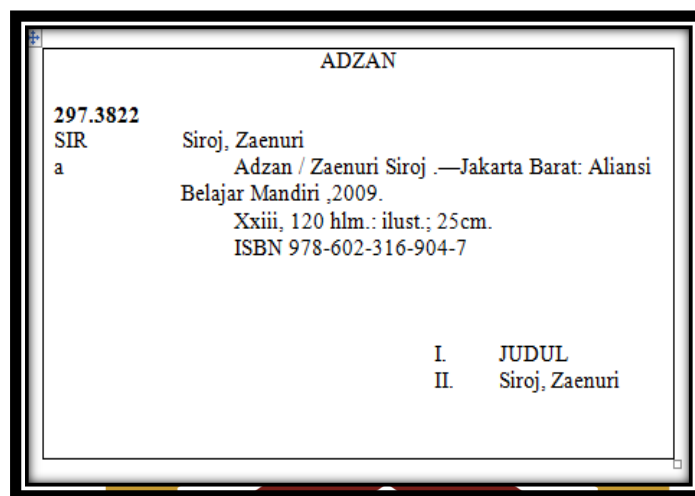 ADZAN
297.3822
SIR Siroj, Zaenuri
a Adzan / Zaenuri Siroj .—Jakarta Barat: Aliansi
Belajar Mandiri ,2009.
Xxiii, 120 hlm.: ilust.; 25cm.
ISBN 978-602-316-904-7
I. JUDUL
II. Siroj, Zaenuri